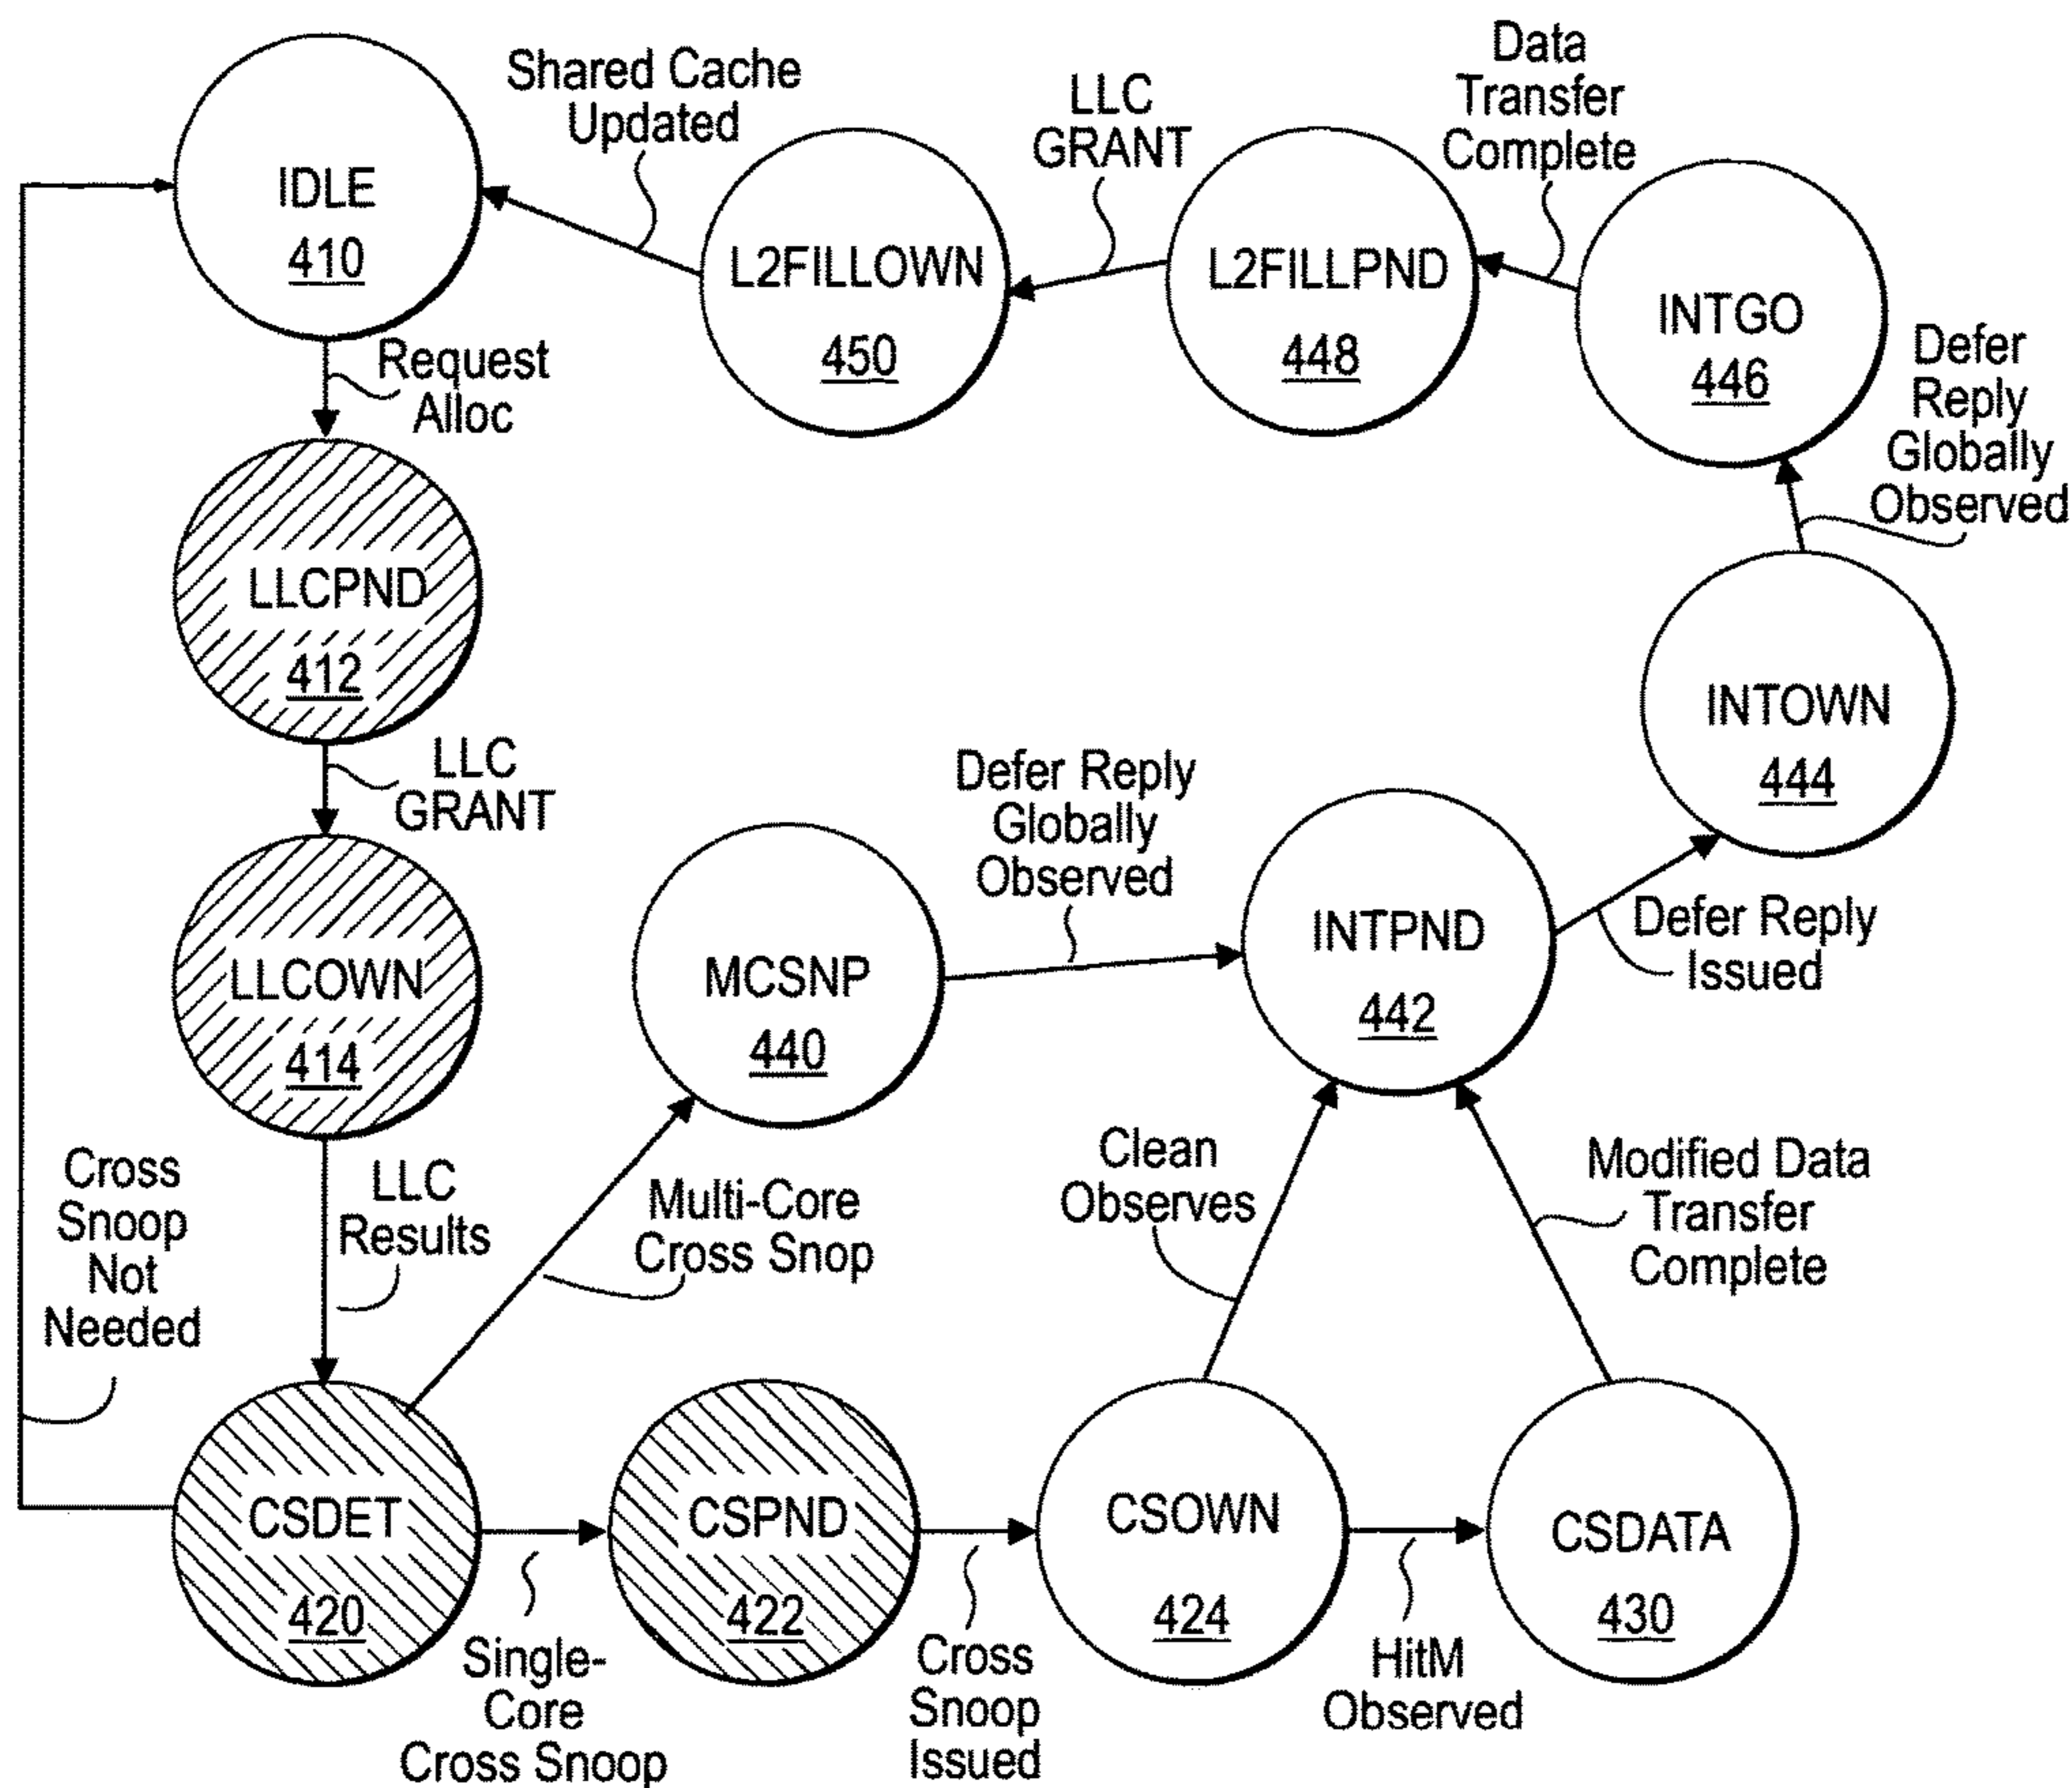 IDLE
410
Shared Cache
Updated
L2FILLOWN
450
LLC
GRANT
L2FILLPND
448
Data
Transfer
Complete
INTGO
446
Defer
Reply
Globally
Observed
Request
Alloc
LLCPND
412
LLC
GRANT
INTOWN
444
LLCOWN
414
MCSNP
440
Defer Reply
Globally
Observed
INTPND
442
Defer Reply
Issued
Cross
Snoop
Not
Needed
LLC
Results
Multi-Core
Cross Snop
Clean
Observes
Modified Data
Transfer
Complete
CSDET
420
Single-
Core
Cross Snoop
CSPND
422
Cross
Snoop
Issued
CSOWN
424
HitM
Observed
CSDATA
430